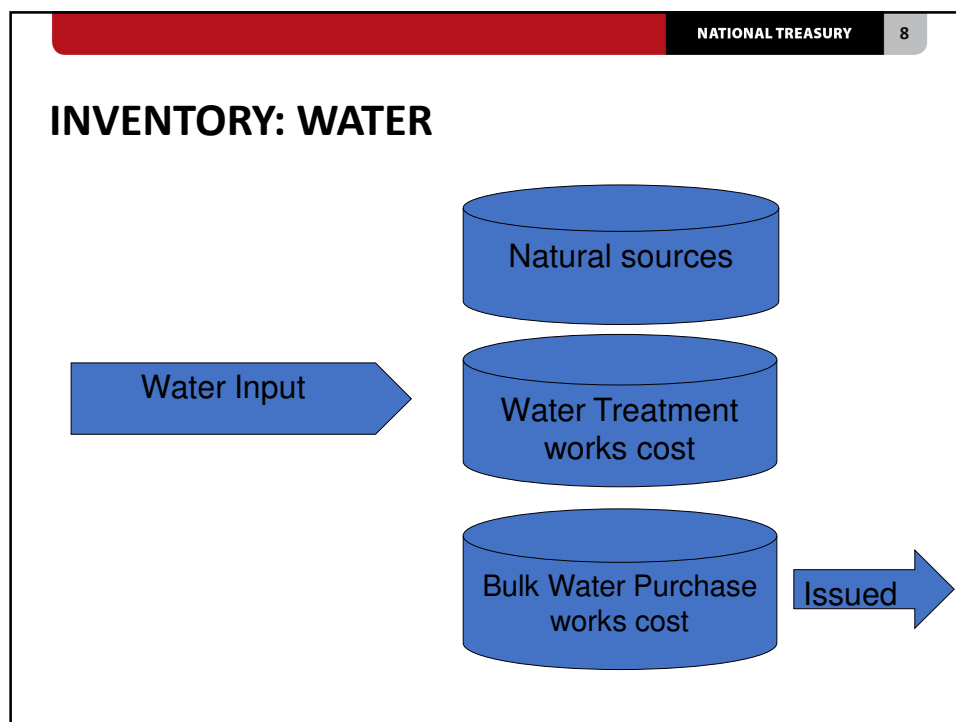 NATIONAL TREASURY 8
INVENTORY: WATER
Natural sources
Water Input
Water Treatment
works cost
Bulk Water Purchase
works cost
Issued